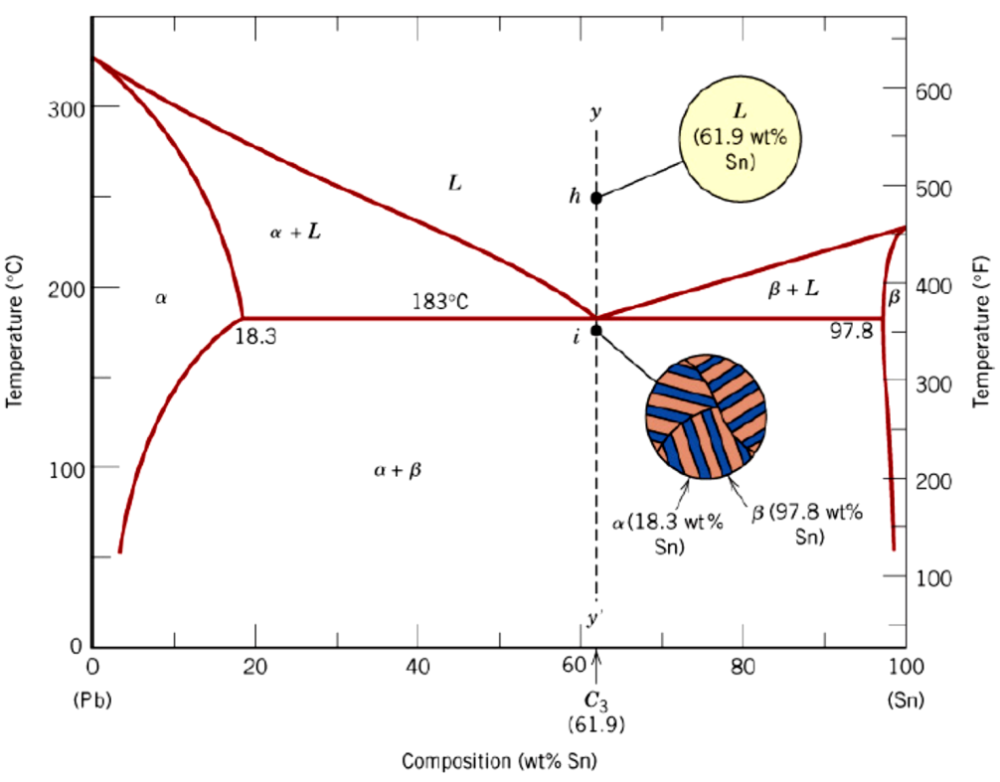 y
L
(61.9 wt%
Sn)
300
600
h
500
L
α + L
Temperature (°C)
Temperature (°F)
400
β + L
β
200
α
183°C
18.3
i
97.8
300
100
α + β
200
α (18.3 wt%
Sn)
β (97.8 wt%
Sn)
100
y'
0
0
20
40
60
80
100
(Pb)
C3
(61.9)
(Sn)
Composition (wt% Sn)